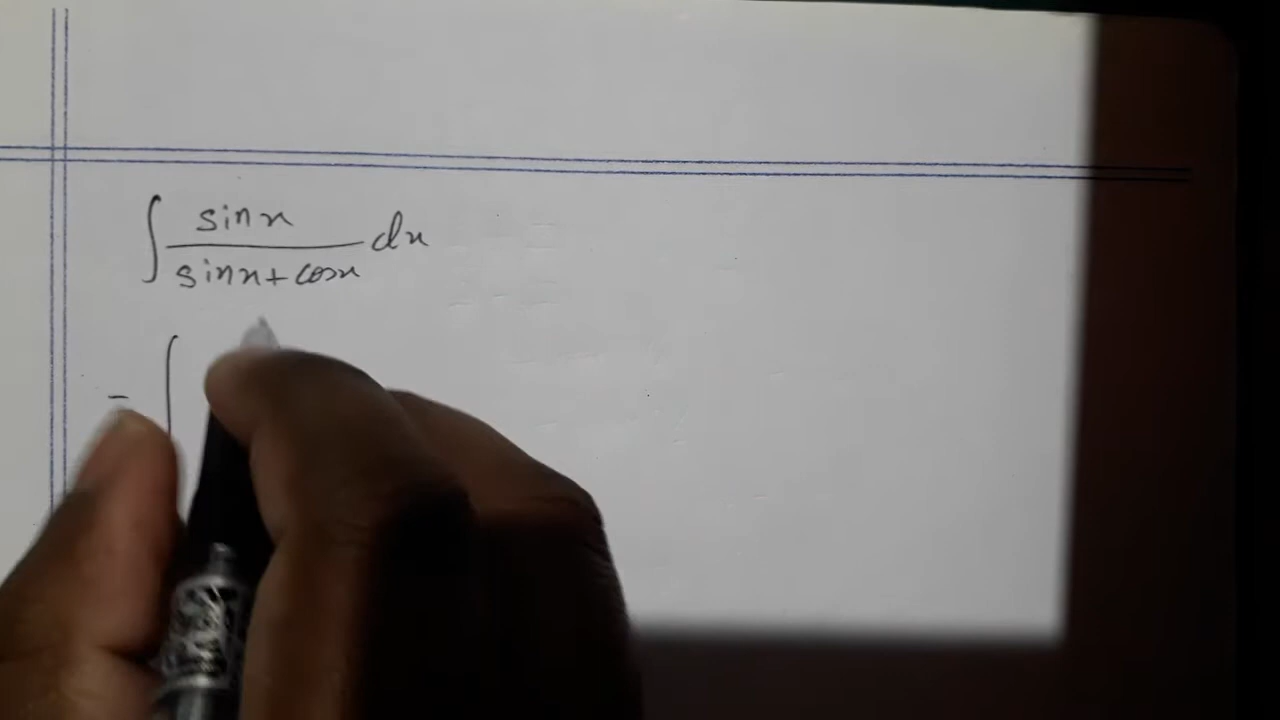 ∫ sinx / (sinx + cosx) dx
= ∫